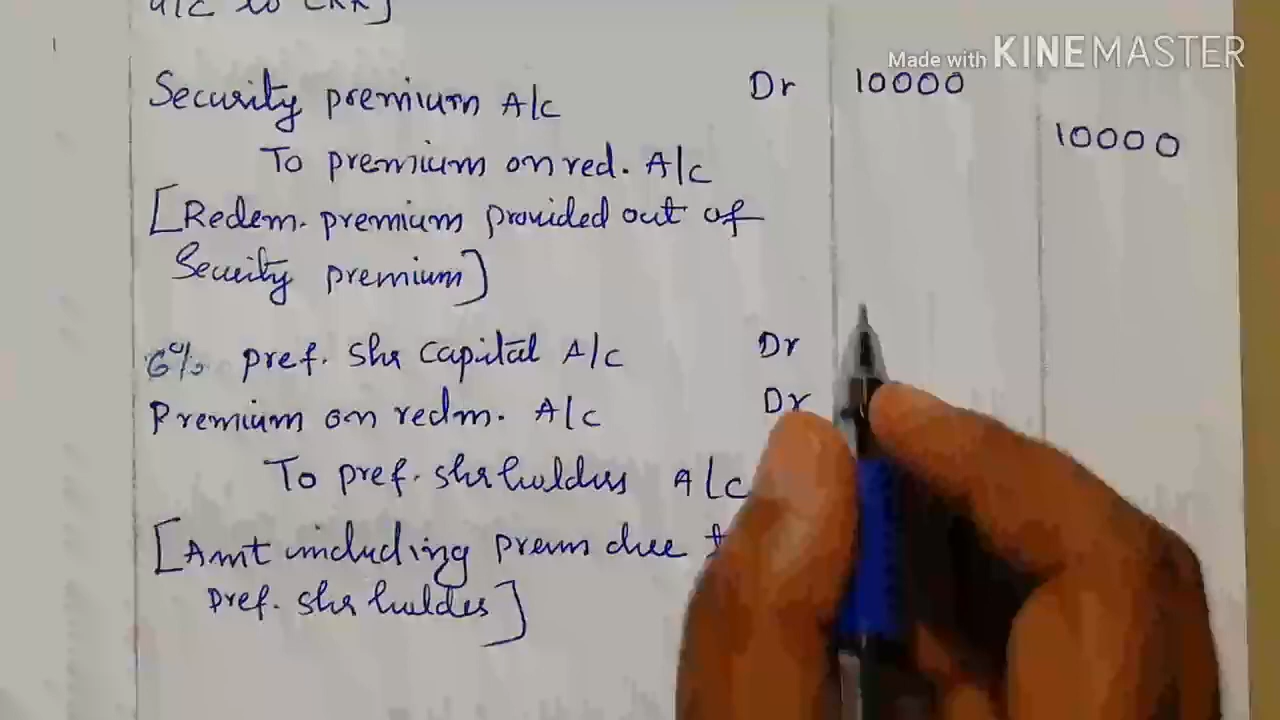 a/c to CRR]
Made with KINEMASTER
Security premium A/c Dr 10000
To premium on red. A/c 10000
[Redem. premium provided out of
Security premium]
6% pref. shr capital A/c Dr
Premium on redm. A/c Dr
To pref. shr holders A/c
[Amt including prem due
pref. shr holders]